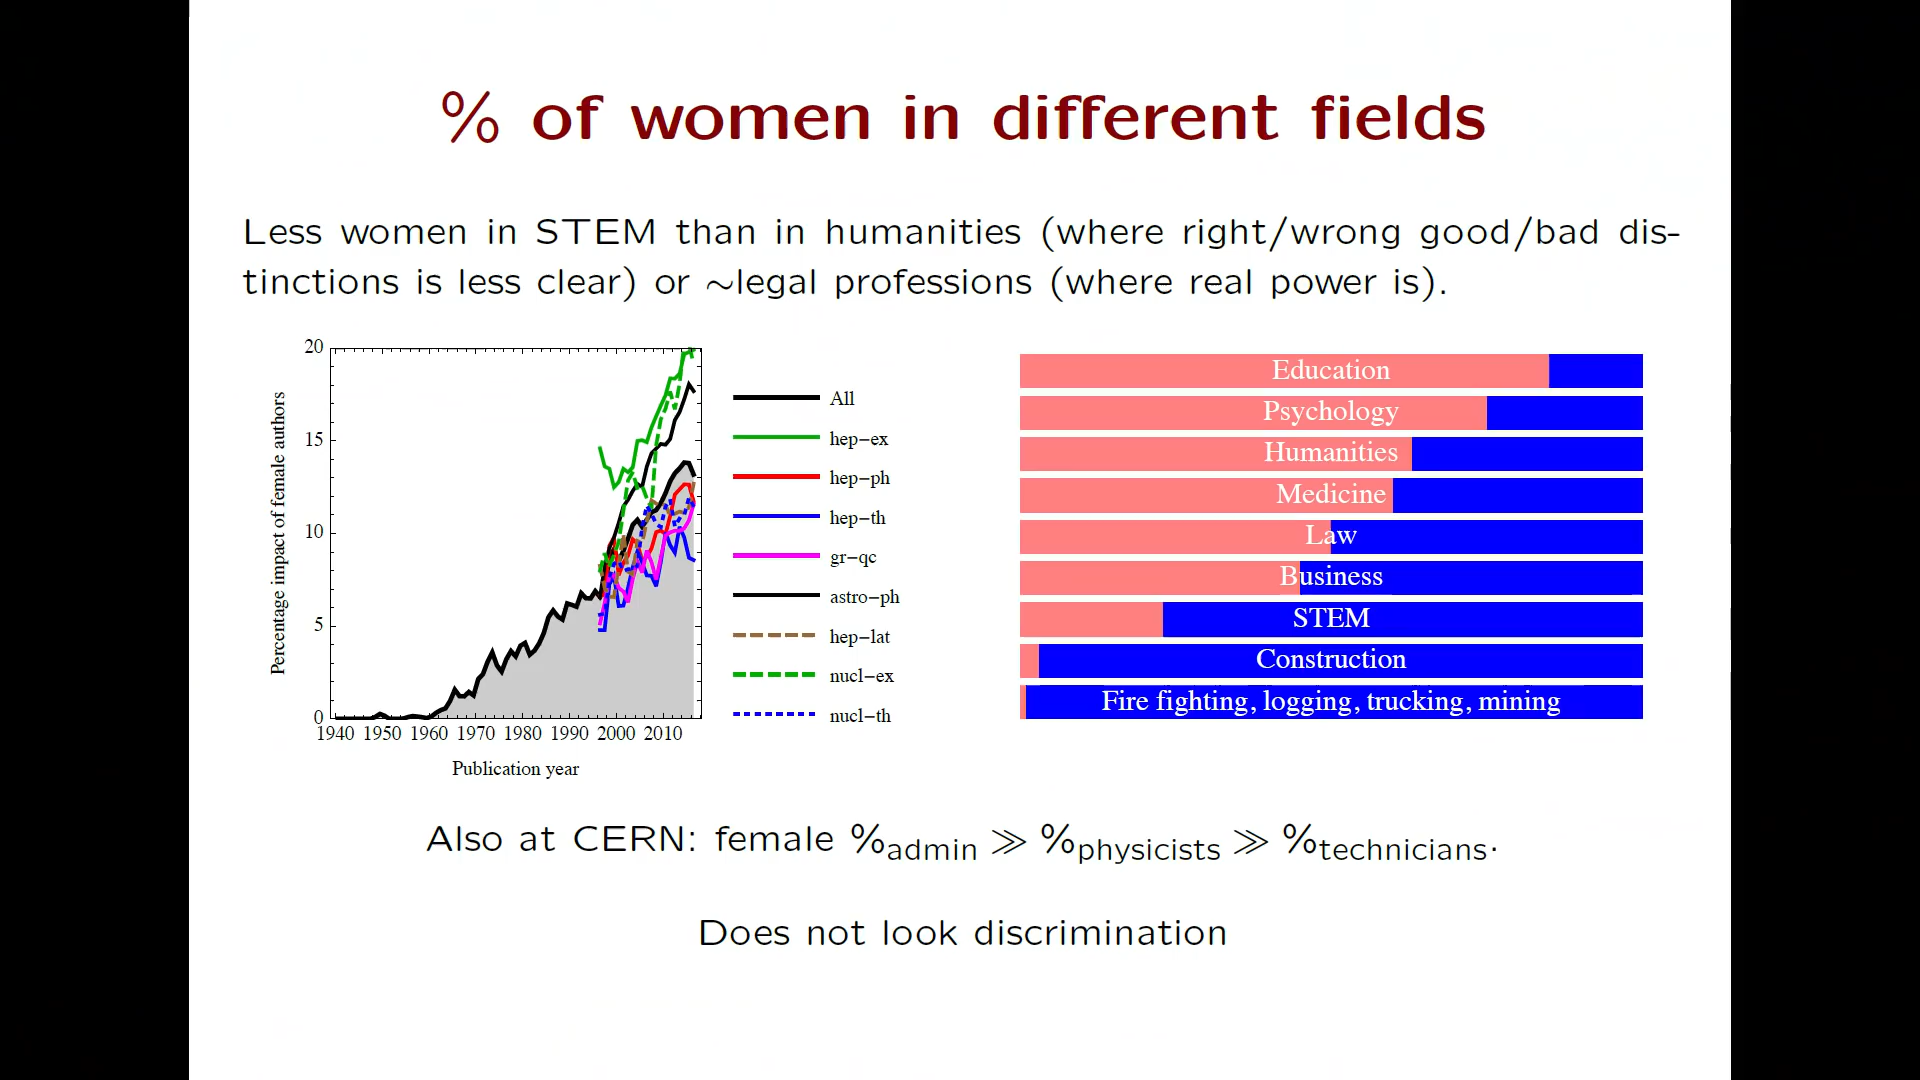 % of women in different fields
Less women in STEM than in humanities (where right/wrong good/bad dis-
tinctions is less clear) or ∼legal professions (where real power is).
Percentage impact of female authors
20
15
10
5
0
1940 1950 1960 1970 1980 1990 2000 2010
Publication year
All
hep−ex
hep−ph
hep−th
gr−qc
astro−ph
hep−lat
nucl−ex
nucl−th
Education
Psychology
Humanities
Medicine
Law
Business
STEM
Construction
Fire fighting, logging, trucking, mining
Also at CERN: female %admin ≫ %physicists ≫ %technicians.
Does not look discrimination